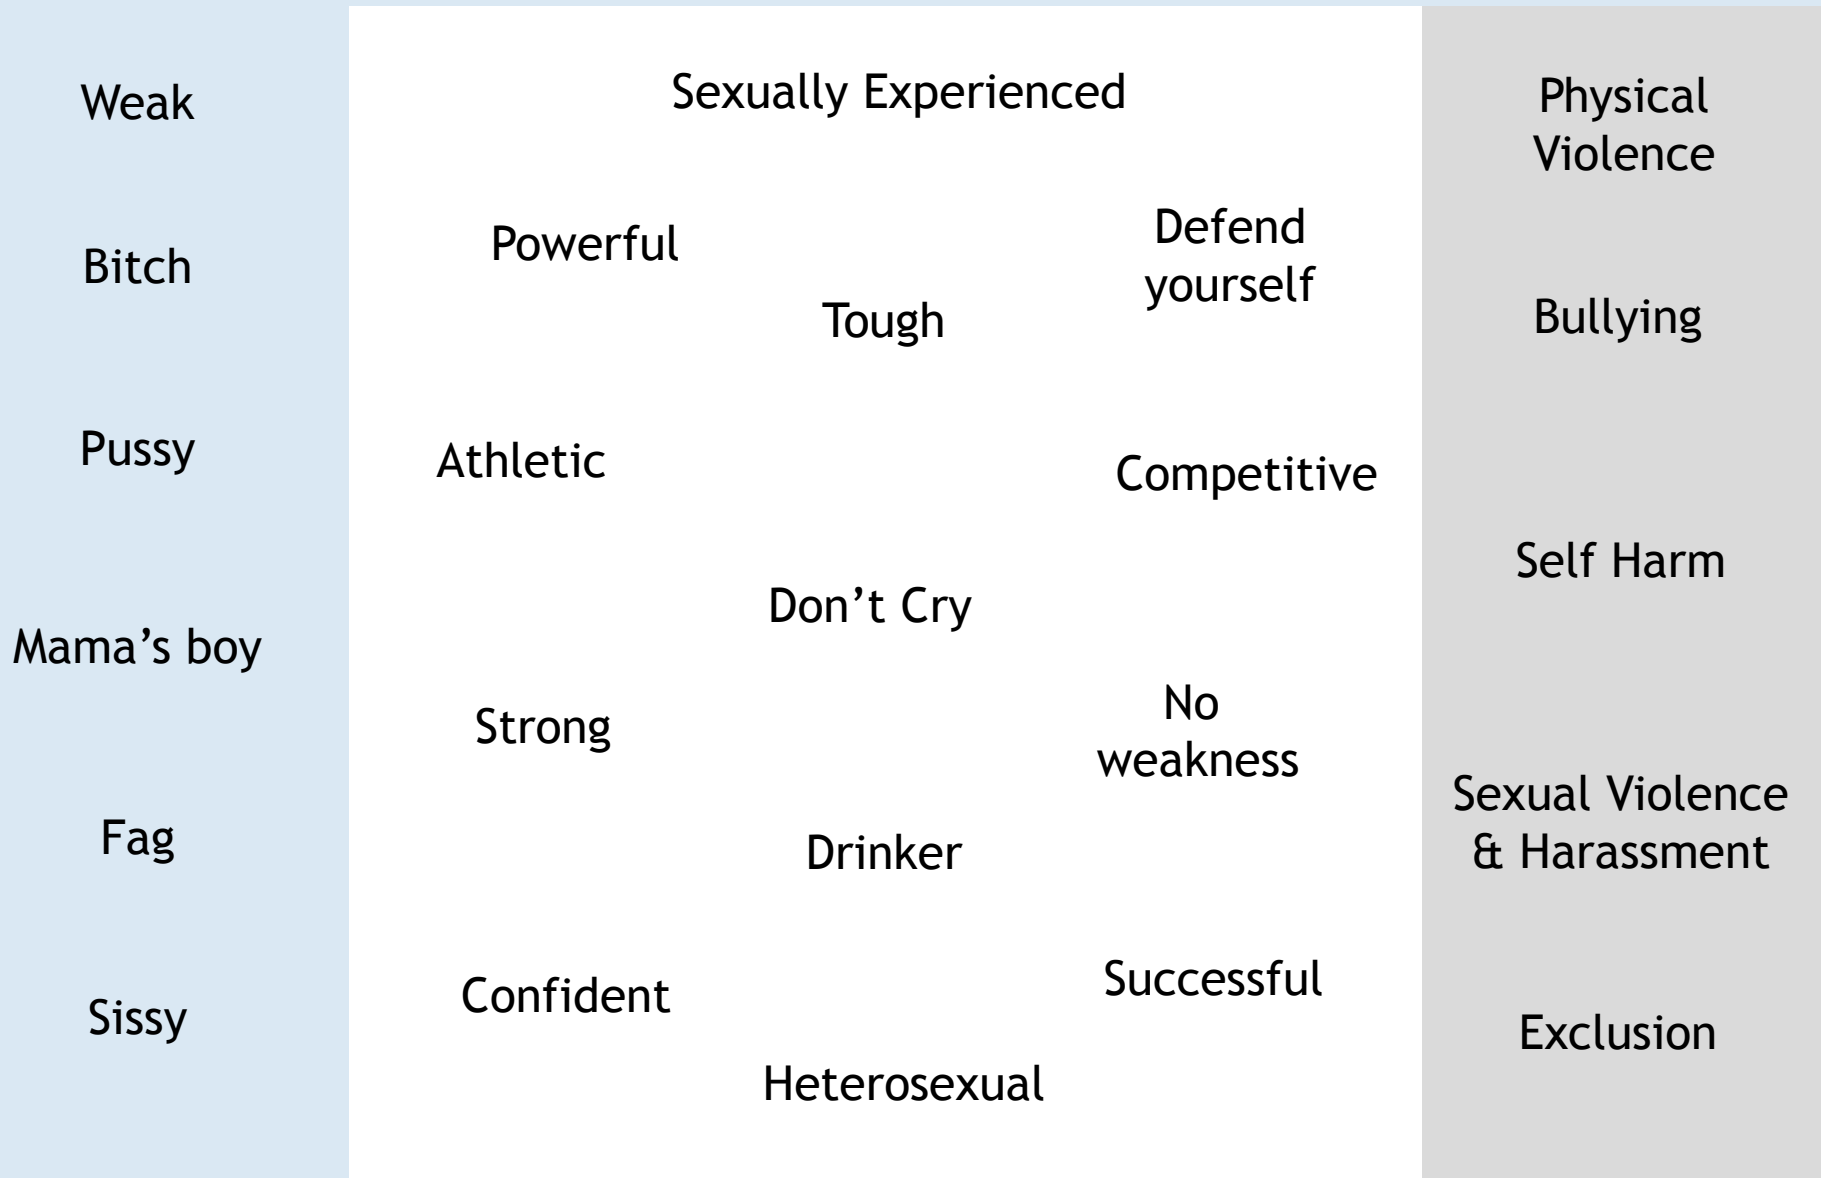 Weak
Bitch
Pussy
Mama’s boy
Fag
Sissy
Sexually Experienced
Powerful
Defend
yourself
Tough
Athletic
Competitive
Don’t Cry
Strong
No
weakness
Drinker
Confident
Successful
Heterosexual
Physical
Violence
Bullying
Self Harm
Sexual Violence
& Harassment
Exclusion